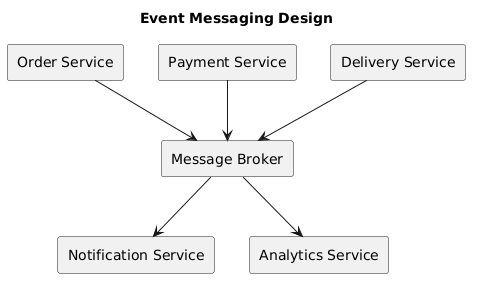 Event Messaging Design
Order Service
Payment Service
Delivery Service
Message Broker
Notification Service
Analytics Service